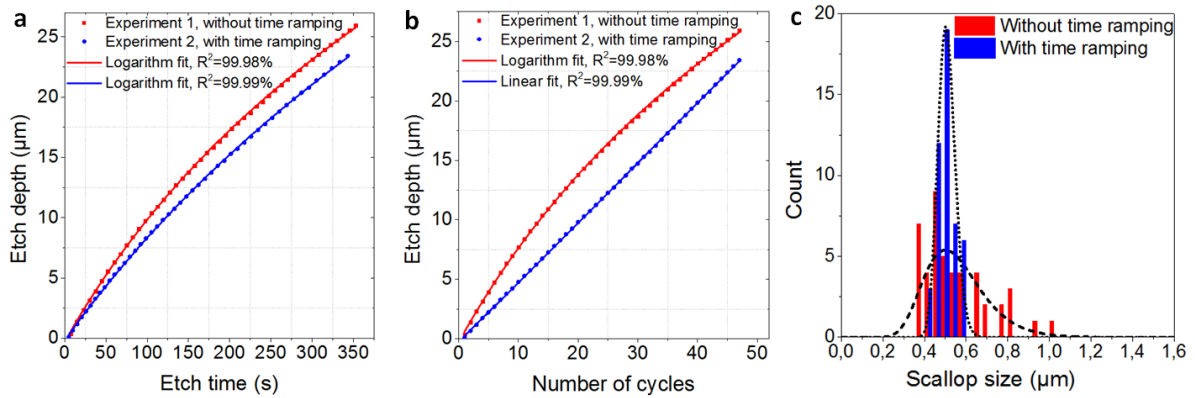 a
Experiment 1, without time ramping
Experiment 2, with time ramping
Logarithm fit, R²=99.98%
Logarithm fit, R²=99.99%
25
20
15
10
5
0
Etch depth (µm)
0 50 100 150 200 250 300 350
Etch time (s)
b
Experiment 1, without time ramping
Experiment 2, with time ramping
Logarithm fit, R²=99.98%
Linear fit, R²=99.99%
25
20
15
10
5
0
Etch depth (µm)
0 10 20 30 40 50
Number of cycles
c
Without time ramping
With time ramping
20
15
10
5
0
Count
0,0 0,2 0,4 0,6 0,8 1,0 1,2 1,4 1,6
Scallop size (µm)